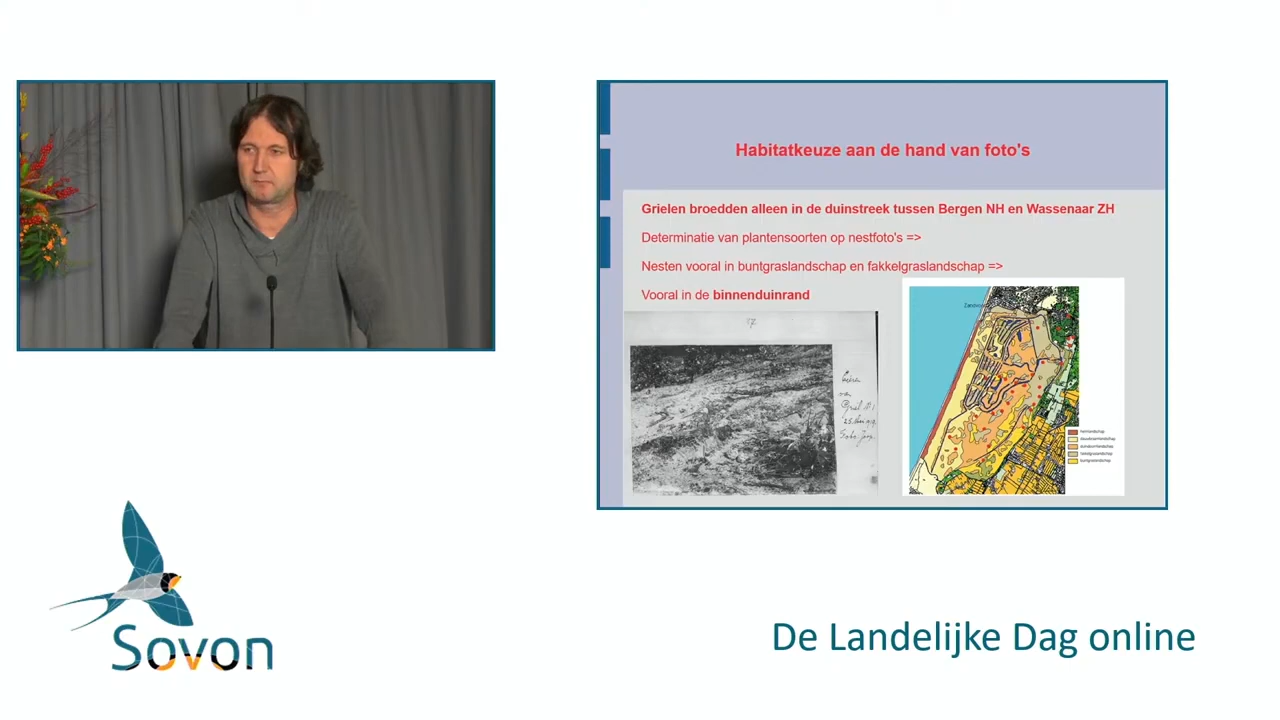 Habitatkeuze aan de hand van foto's
Grielen broedden alleen in de duinstreek tussen Bergen NH en Wassenaar ZH
Determinatie van plantensoorten op nestfoto's =>
Nesten vooral in buntgraslandschap en fakkelgraslandschap =>
Vooral in de binnenduinrand
Sovon
De Landelijke Dag online